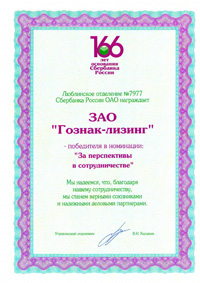 166
лет
основания
Сбербанка
России
Люблинское отделение №7977
Сбербанка России ОАО награждает
ЗАО
"Гознак-лизинг"
- победителя в номинации:
"За перспективы
в сотрудничестве"
Мы надеемся, что, благодаря
нашему сотрудничеству,
мы станем верными союзниками
и надежными деловыми партнерами.
Управляющий отделением